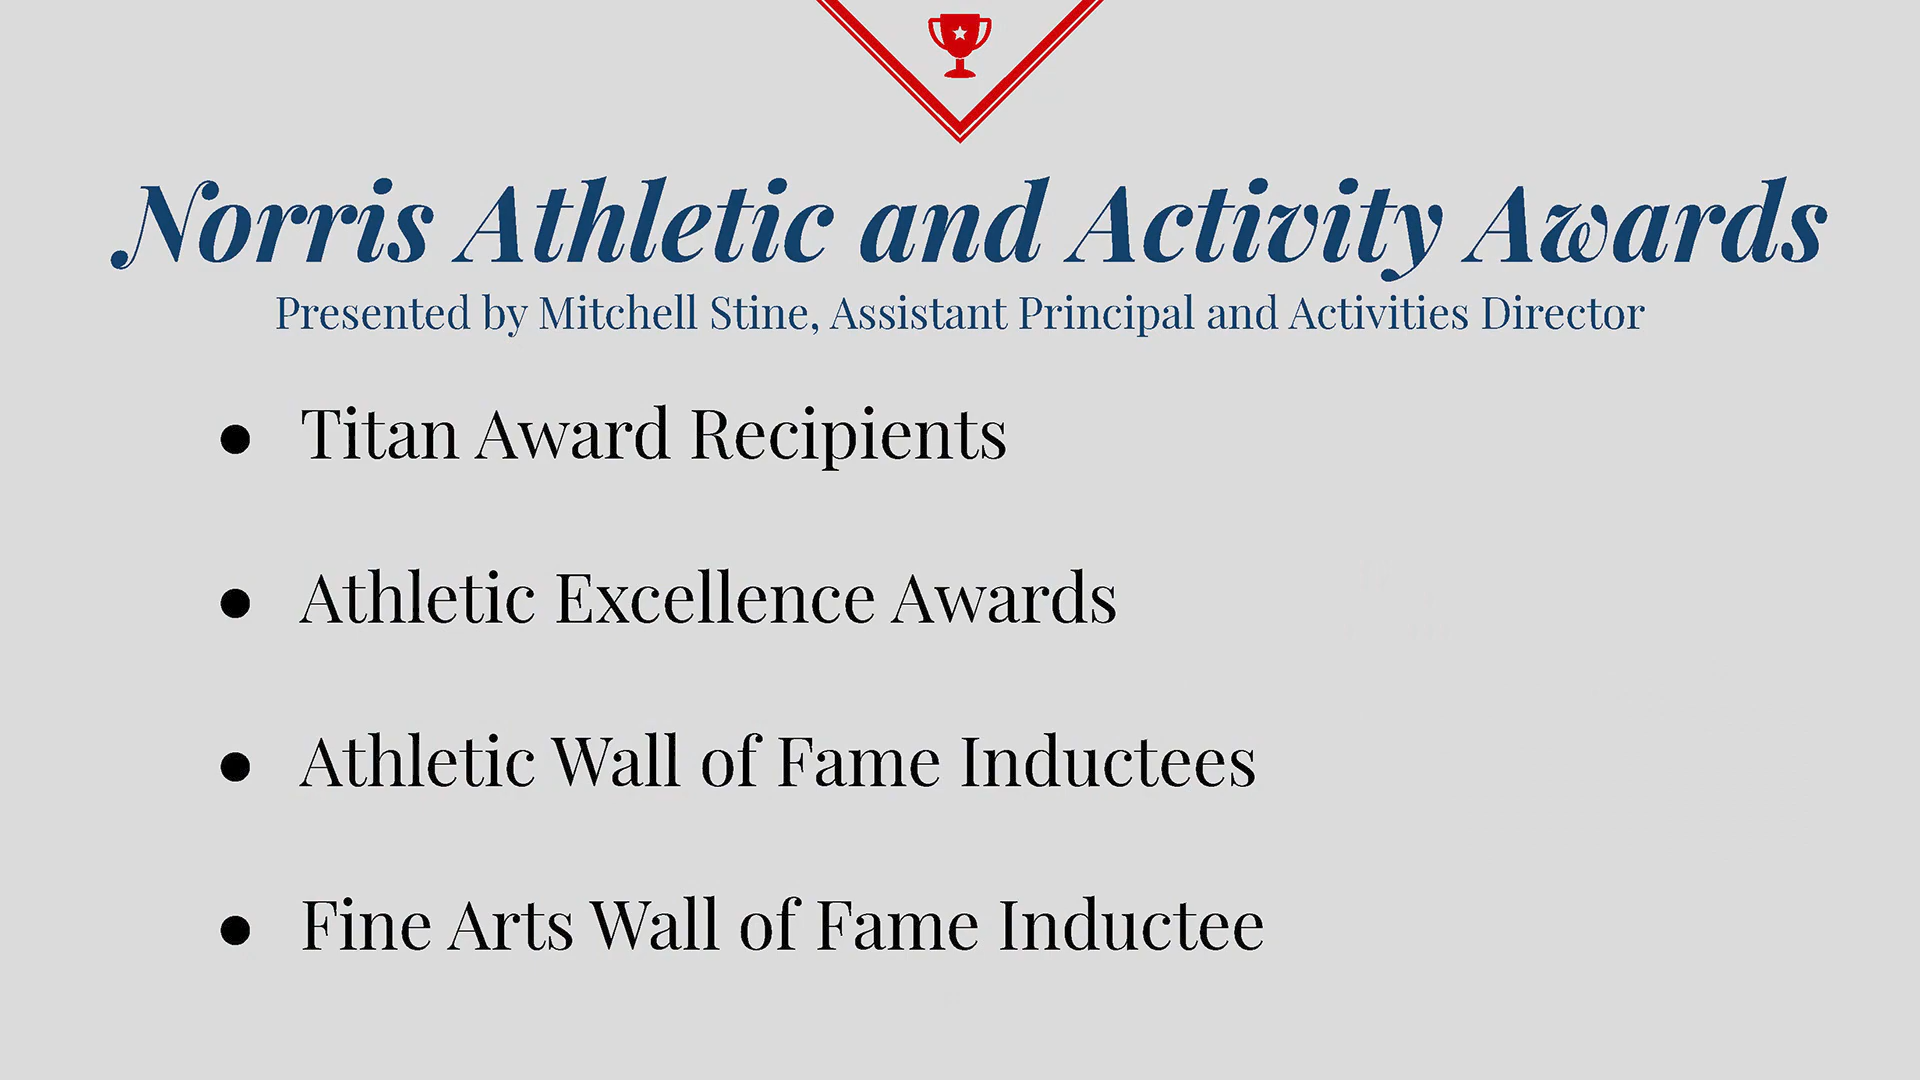 Norris Athletic and Activity Awards
Presented by Mitchell Stine, Assistant Principal and Activities Director
● Titan Award Recipients
● Athletic Excellence Awards
● Athletic Wall of Fame Inductees
● Fine Arts Wall of Fame Inductee